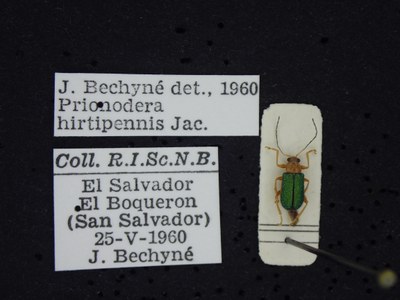 J. Bechyné det., 1960
Prionodera
hirtipennis Jac.
Coll. R.I.Sc.N.B.
El Salvador
El Boqueron
(San Salvador)
25-V-1960
J. Bechyné